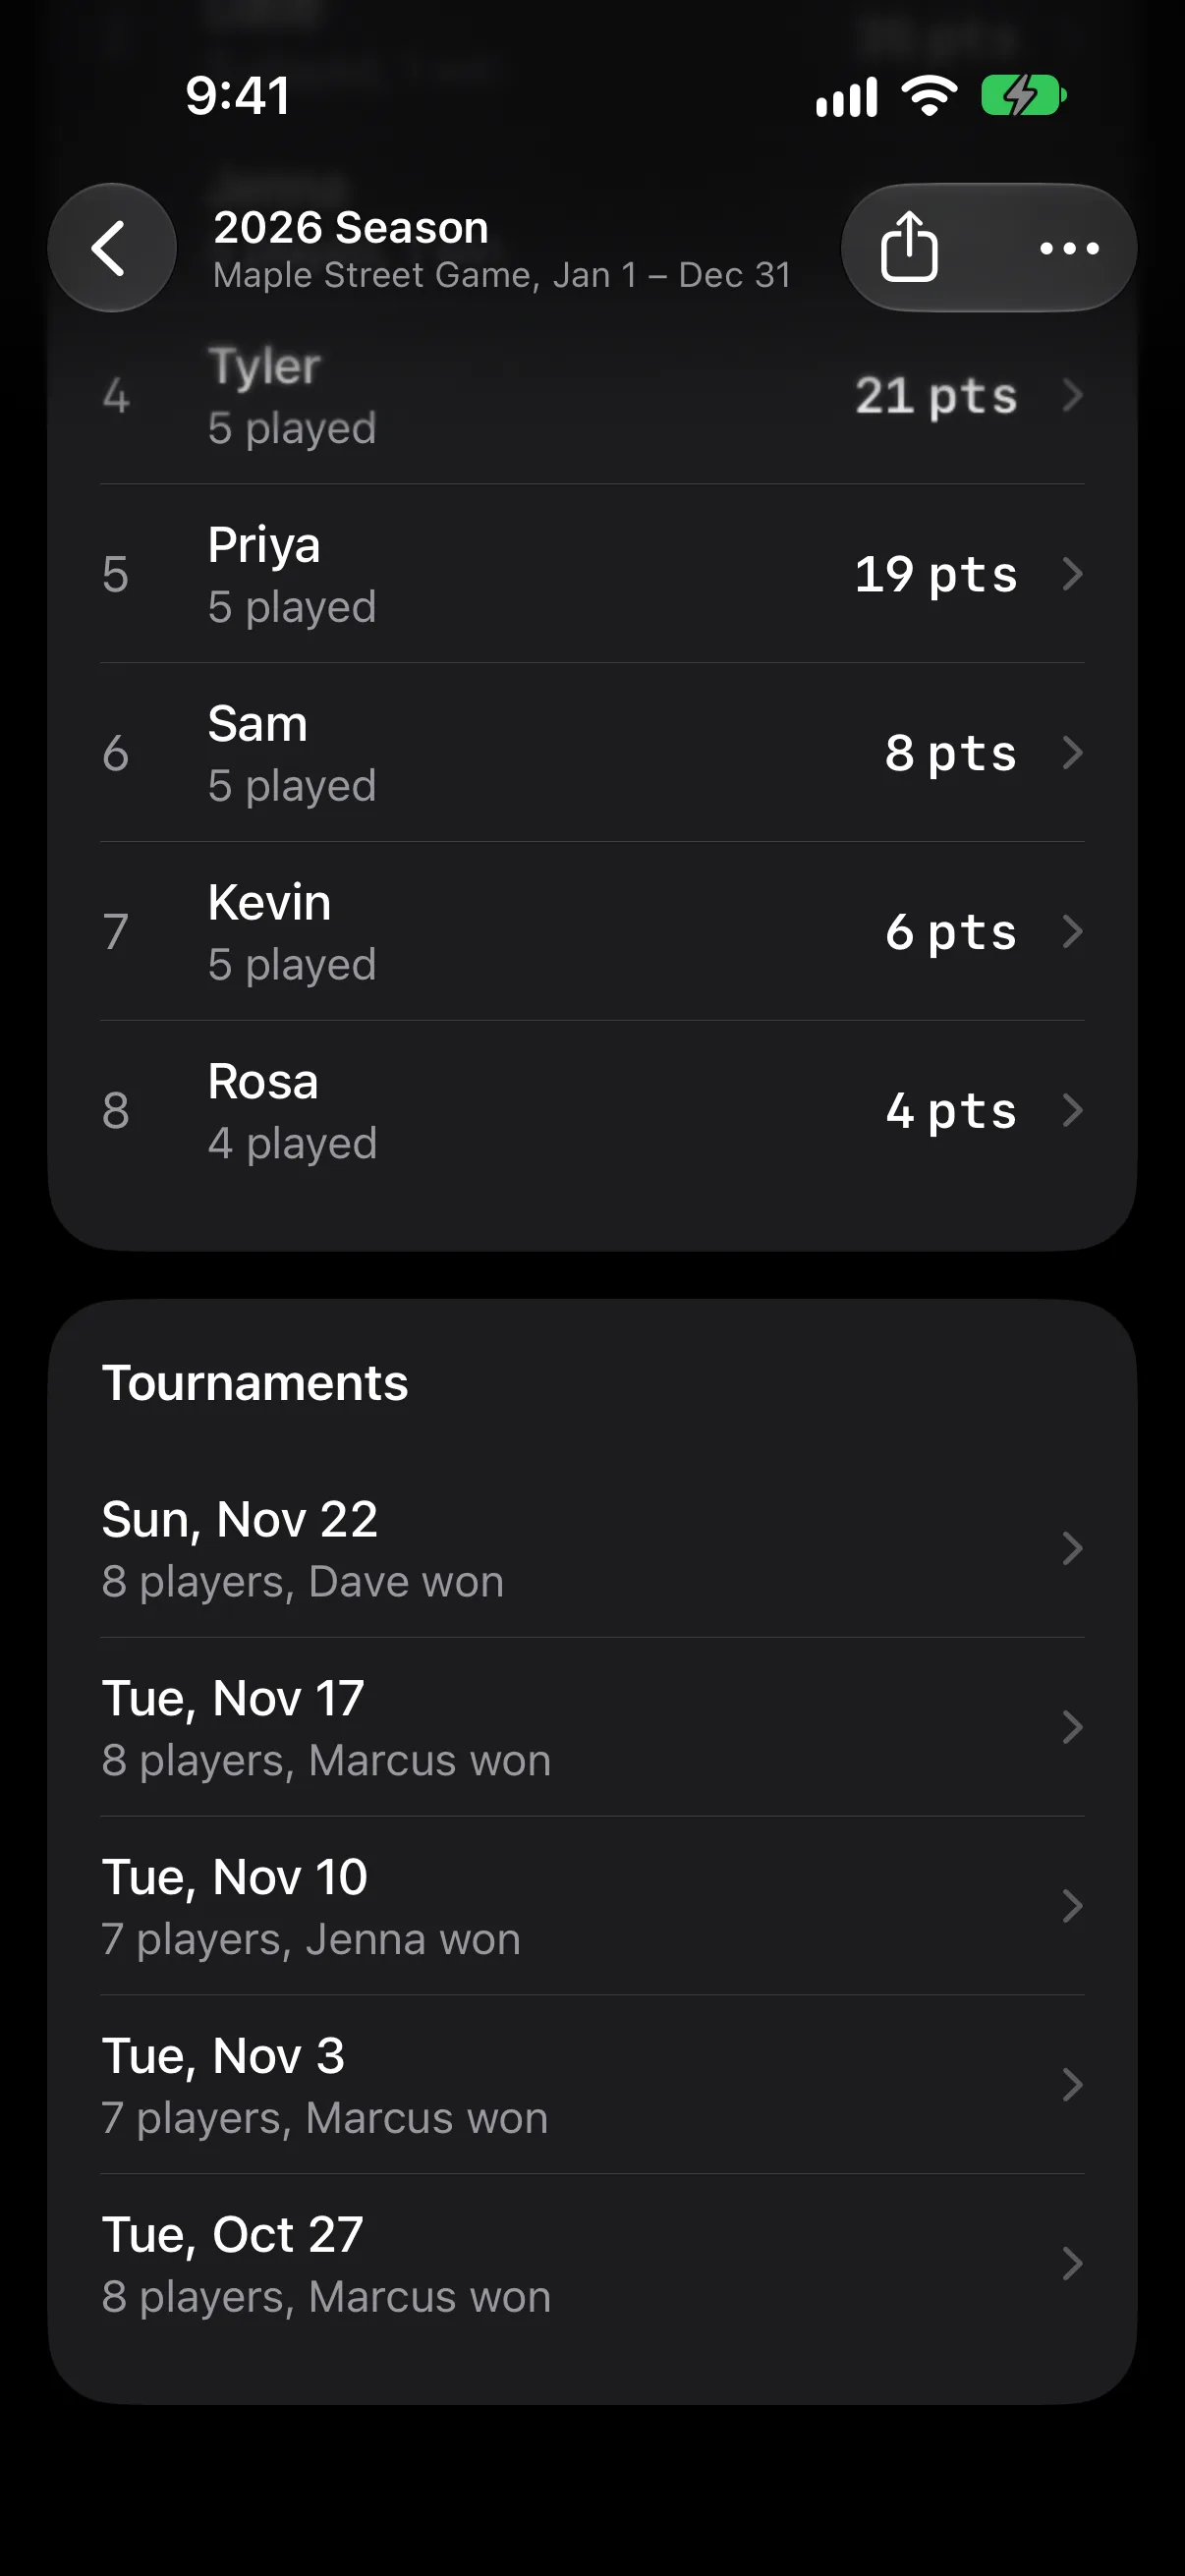 9:41
Jenna
2026 Season
Maple Street Game, Jan 1 – Dec 31
4
Tyler
5 played
21 pts
5
Priya
5 played
19 pts
6
Sam
5 played
8 pts
7
Kevin
5 played
6 pts
8
Rosa
4 played
4 pts
Tournaments
Sun, Nov 22
8 players, Dave won
Tue, Nov 17
8 players, Marcus won
Tue, Nov 10
7 players, Jenna won
Tue, Nov 3
7 players, Marcus won
Tue, Oct 27
8 players, Marcus won